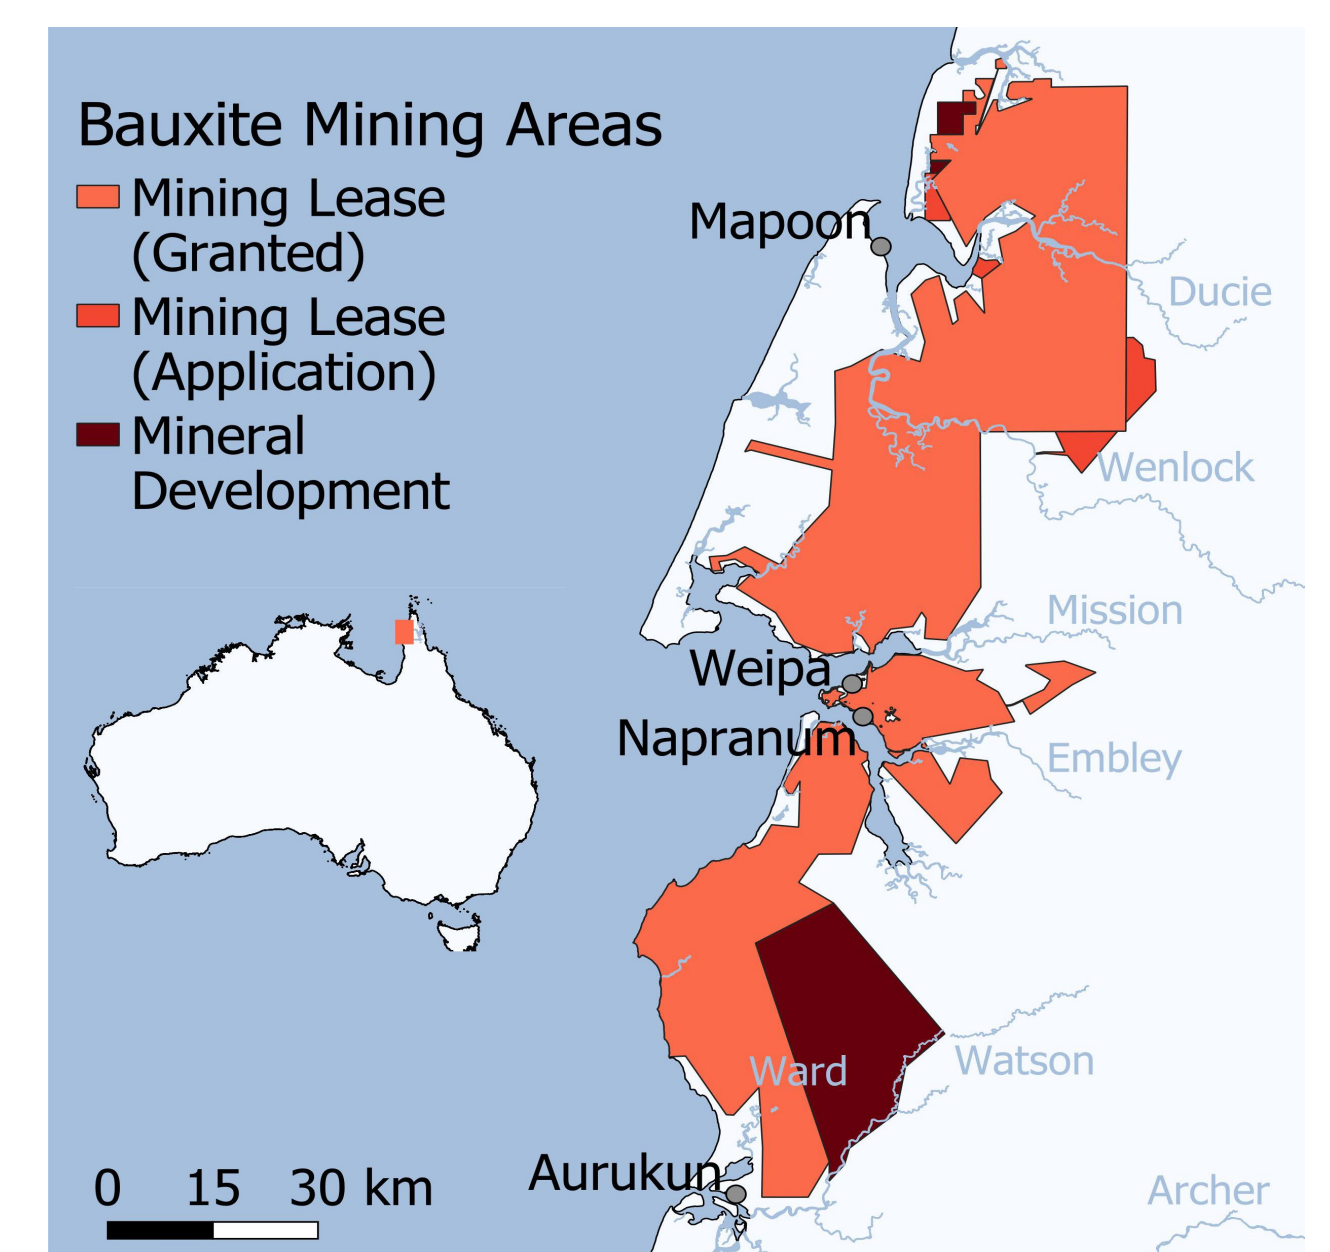 Bauxite Mining Areas
Mining Lease
(Granted)
Mining Lease
(Application)
Mineral
Development
Mapoon
Ducie
Wenlock
Mission
Weipa
Napranum
Embley
Ward
Watson
Aurukun
Archer
0 15 30 km